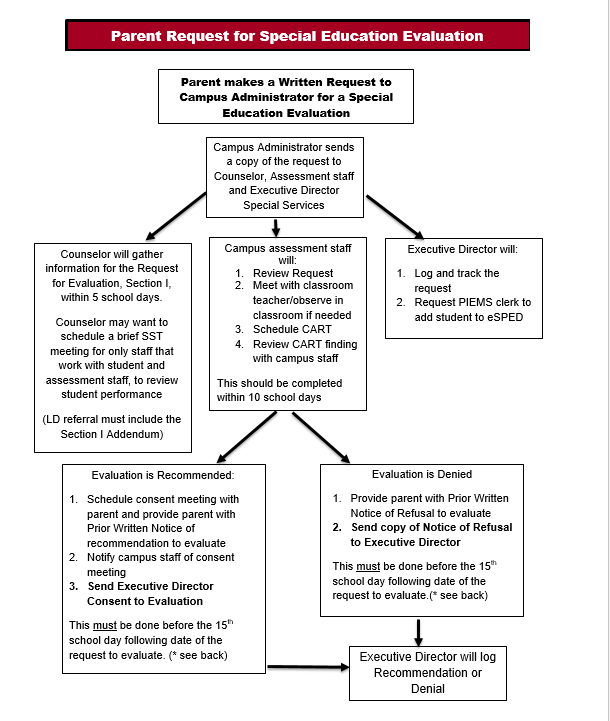 Parent Request for Special Education Evaluation
Parent makes a Written Request to
Campus Administrator for a Special
Education Evaluation
Campus Administrator sends
a copy of the request to
Counselor, Assessment staff
and Executive Director
Special Services
Counselor will gather
information for the Request
for Evaluation, Section I,
within 5 school days.
Counselor may want to
schedule a brief SST
meeting for only staff that
work with student and
assessment staff, to review
student performance
(LD referral must include the
Section I Addendum)
Campus assessment staff
will:
1. Review Request
2. Meet with classroom
teacher/observe in
classroom if needed
3. Schedule CART
4. Review CART finding
with campus staff
This should be completed
within 10 school days
Executive Director will:
1. Log and track the
request
2. Request PIEMS clerk to
add student to eSPED
Evaluation is Recommended:
1. Schedule consent meeting with
parent and provide parent with
Prior Written Notice of
recommendation to evaluate
2. Notify campus staff of consent
meeting
3. Send Executive Director
Consent to Evaluation
This must be done before the 15th
school day following date of the
request to evaluate. (* see back)
Evaluation is Denied
1. Provide parent with Prior Written
Notice of Refusal to evaluate
2. Send copy of Notice of Refusal
to Executive Director
This must be done before the 15th
school day following date of the
request to evaluate.(* see back)
Executive Director will log
Recommendation or
Denial